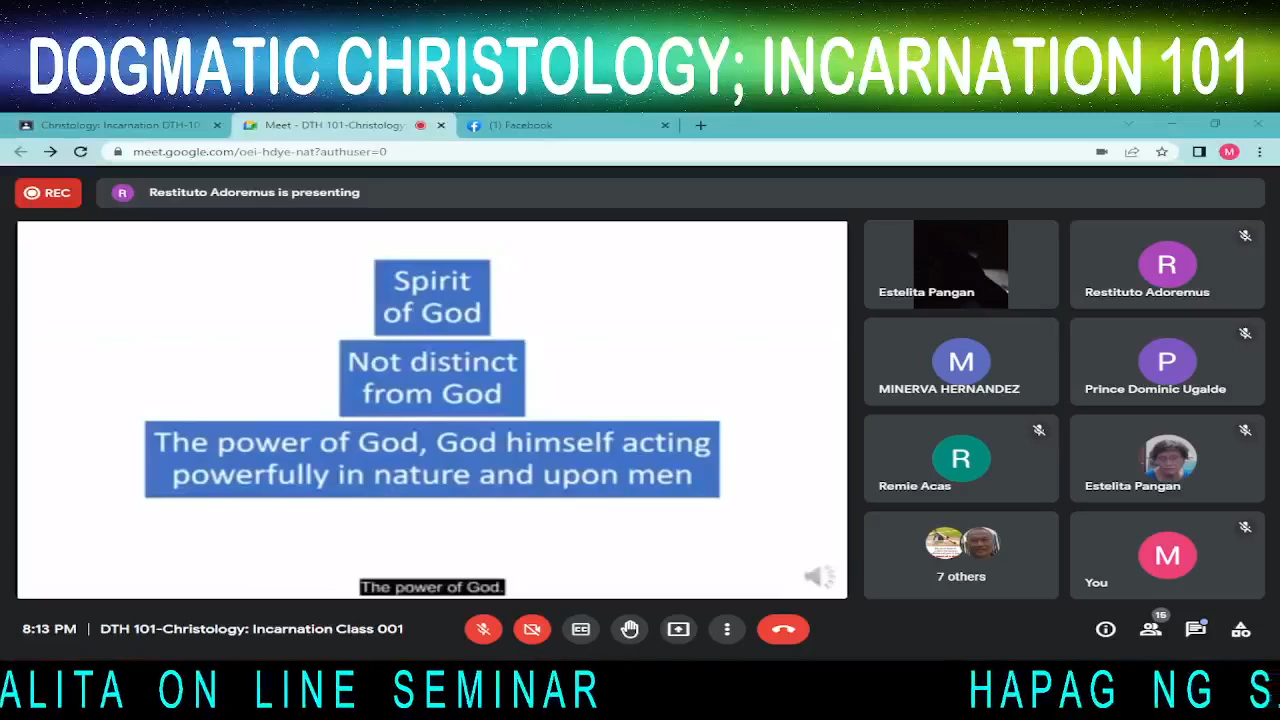 DOGMATIC CHRISTOLOGY; INCARNATION 101
Christology: Incarnation DTH-10
Meet - DTH 101-Christology
(1) Facebook
meet.google.com/oei-hdye-nat?authuser=0
M
REC
R
Restituto Adoremus is presenting
Spirit
of God
Not distinct
from God
The power of God, God himself acting
powerfully in nature and upon men
The power of God.
Estelita Pangan
R
Restituto Adoremus
M
MINERVA HERNANDEZ
P
Prince Dominic Ugalde
R
Remie Acas
Estelita Pangan
7 others
M
You
8:13 PM | DTH 101-Christology: Incarnation Class 001
CC
15
ALITA ON LINE SEMINAR
HAPAG NG S